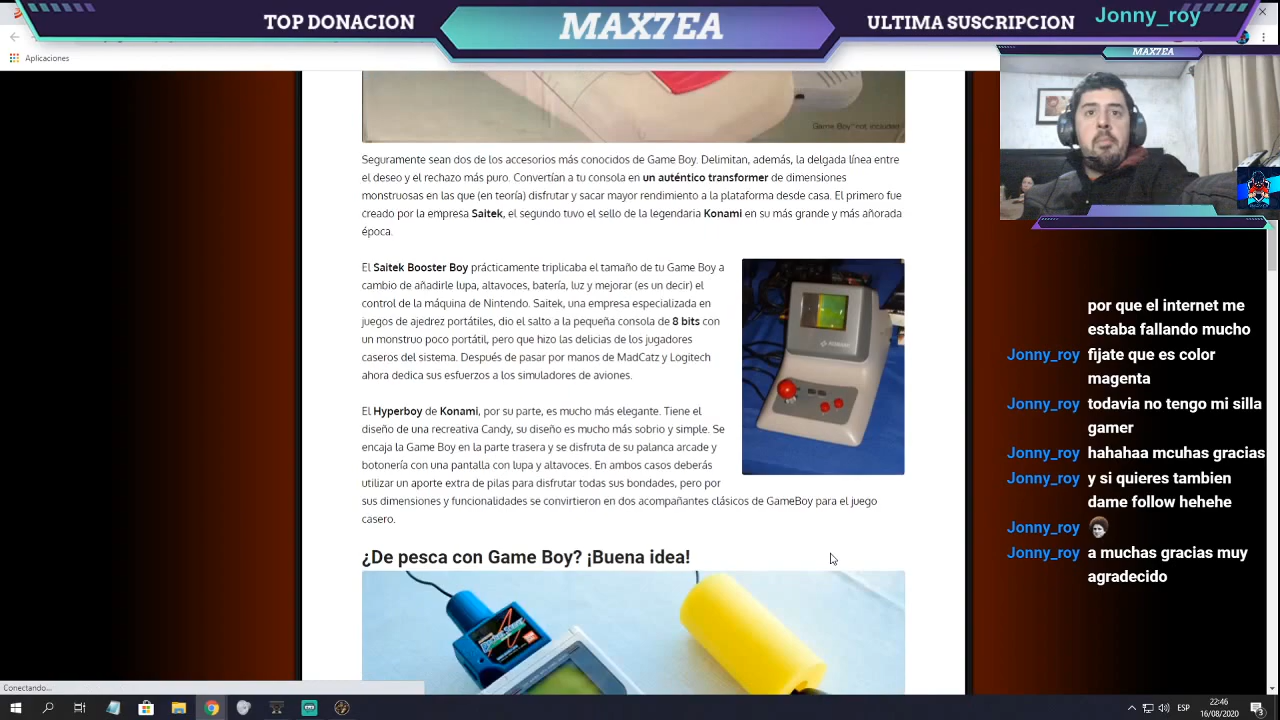 TOP DONACION
MAX7EA
ULTIMA SUSCRIPCION
Jonny_roy
Aplicaciones
MAX7EA
Game Boy not included
Seguramente sean dos de los accesorios más conocidos de Game Boy. Delimitan, además, la delgada línea entre
el deseo y el rechazo más puro. Convertían a tu consola en un auténtico transformer de dimensiones
monstruosas en las que (en teoría) disfrutar y sacar mayor rendimiento a la plataforma desde casa. El primero fue
creado por la empresa Saitek, el segundo tuvo el sello de la legendaria Konami en su más grande y más añorada
época.
El Saitek Booster Boy prácticamente triplicaba el tamaño de tu Game Boy a
cambio de añadirle lupa, altavoces, batería, luz y mejorar (es un decir) el
control de la máquina de Nintendo. Saitek, una empresa especializada en
juegos de ajedrez portátiles, dio el salto a la pequeña consola de 8 bits con
un monstruo poco portátil, pero que hizo las delicias de los jugadores
caseros del sistema. Después de pasar por manos de MadCatz y Logitech
ahora dedica sus esfuerzos a los simuladores de aviones.
KONAMI
El Hyperboy de Konami, por su parte, es mucho más elegante. Tiene el
diseño de una recreativa Candy, su diseño es mucho más sobrio y simple. Se
encaja la Game Boy en la parte trasera y se disfruta de su palanca arcade y
botonería con una pantalla con lupa y altavoces. En ambos casos deberás
utilizar un aporte extra de pilas para disfrutar todas sus bondades, pero por
sus dimensiones y funcionalidades se convirtieron en dos acompañantes clásicos de GameBoy para el juego
casero.
¿De pesca con Game Boy? ¡Buena idea!
por que el internet me
estaba fallando mucho
Jonny_roy fijate que es color
magenta
Jonny_roy todavia no tengo mi silla
gamer
Jonny_roy hahahaa mcuhas gracias
Jonny_roy y si quieres tambien
dame follow hehehe
Jonny_roy
Jonny_roy a muchas gracias muy
agradecido
Conectando...
ESP
22:46
16/08/2020
3